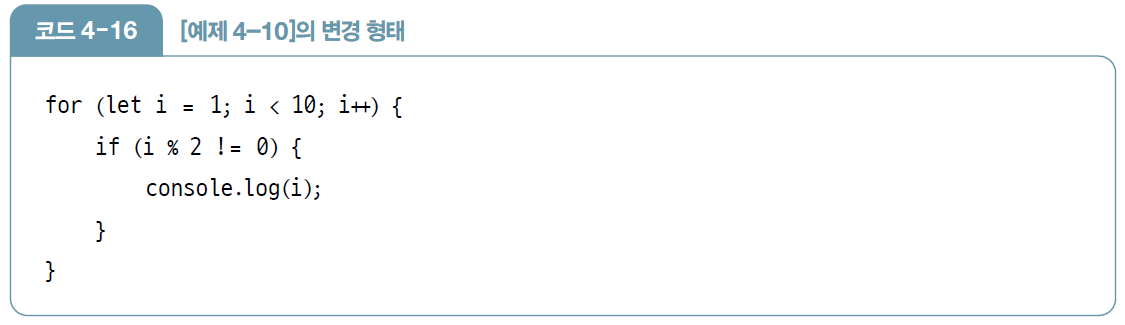 코드 4-16 [예제 4-10]의 변경 형태
for (let i = 1; i < 10; i++) {
    if (i % 2 != 0) {
        console.log(i);
    }
}